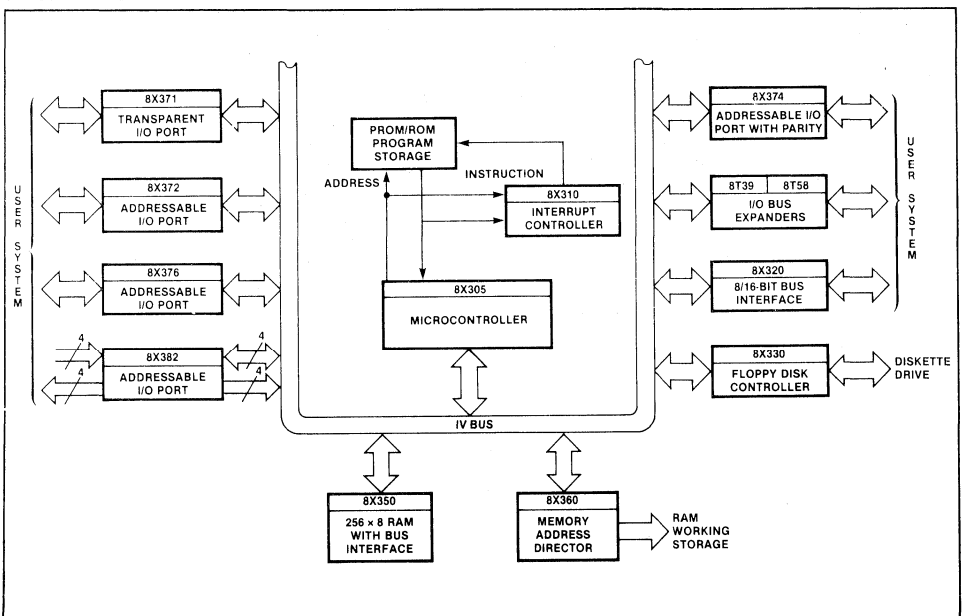 8X371
TRANSPARENT
I/O PORT
8X372
ADDRESSABLE
I/O PORT
8X376
ADDRESSABLE
I/O PORT
4
4
8X382
ADDRESSABLE
I/O PORT
4
4
USER SYSTEM
PROM/ROM
PROGRAM
STORAGE
ADDRESS
INSTRUCTION
8X310
INTERRUPT
CONTROLLER
8X305
MICROCONTROLLER
IV BUS
8X350
256 × 8 RAM
WITH BUS
INTERFACE
8X360
MEMORY
ADDRESS
DIRECTOR
RAM
WORKING
STORAGE
8X374
ADDRESSABLE I/O
PORT WITH PARITY
8T39 8T58
I/O BUS
EXPANDERS
8X320
8/16-BIT BUS
INTERFACE
8X330
FLOPPY DISK
CONTROLLER
USER SYSTEM
DISKETTE
DRIVE